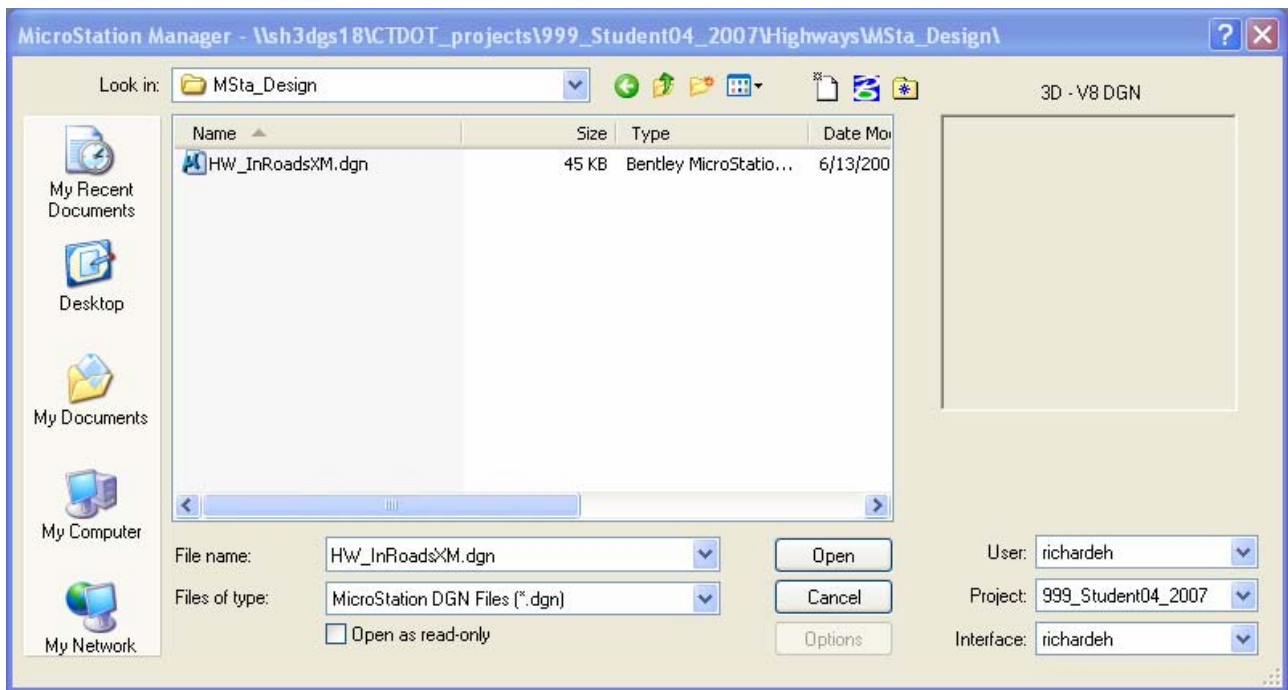 MicroStation Manager - \\sh3dgs18\CTDOT_projects\999_Student04_2007\Highways\MSta_Design\
Look in: MSta_Design
3D - V8 DGN
Name Size Type Date Mo
HW_InRoadsXM.dgn 45 KB Bentley MicroStatio... 6/13/200
My Recent
Documents
Desktop
My Documents
My Computer
My Network
File name: HW_InRoadsXM.dgn Open
Files of type: MicroStation DGN Files (*.dgn) Cancel
Open as read-only Options
User: richardeh
Project: 999_Student04_2007
Interface: richardeh